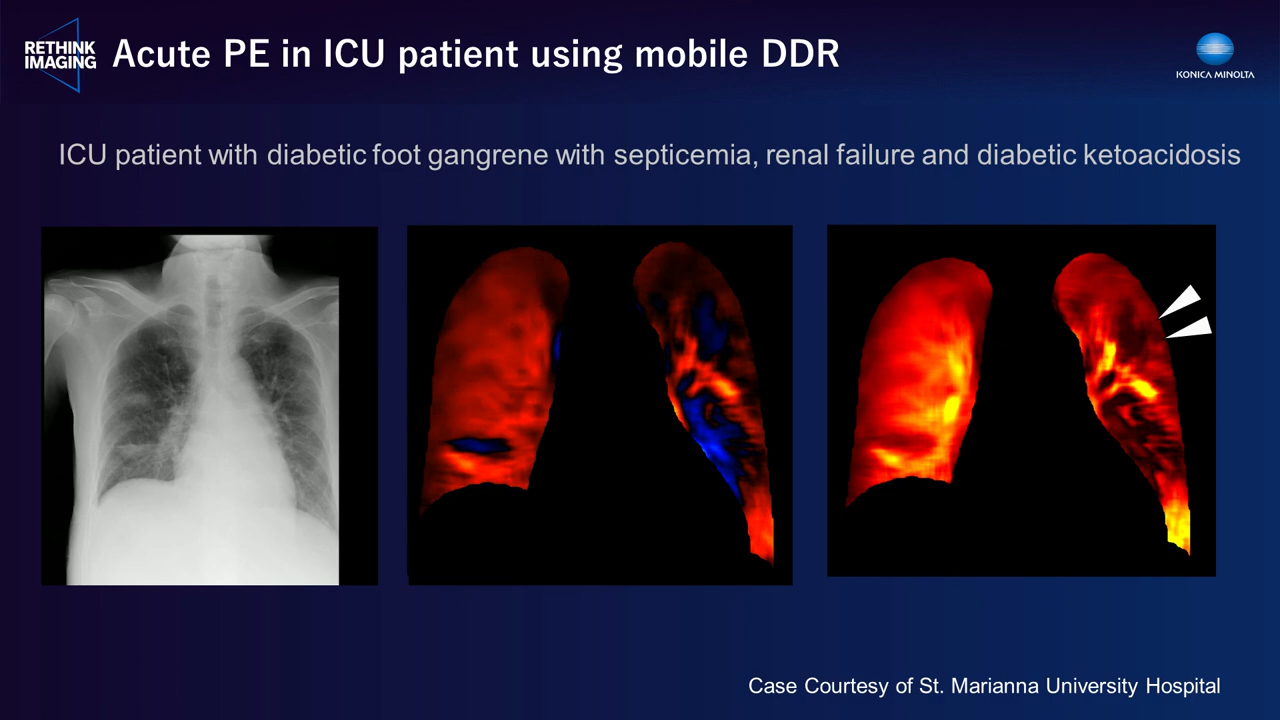 RETHINK
IMAGING
Acute PE in ICU patient using mobile DDR
KONICA MINOLTA
ICU patient with diabetic foot gangrene with septicemia, renal failure and diabetic ketoacidosis
Case Courtesy of St. Marianna University Hospital